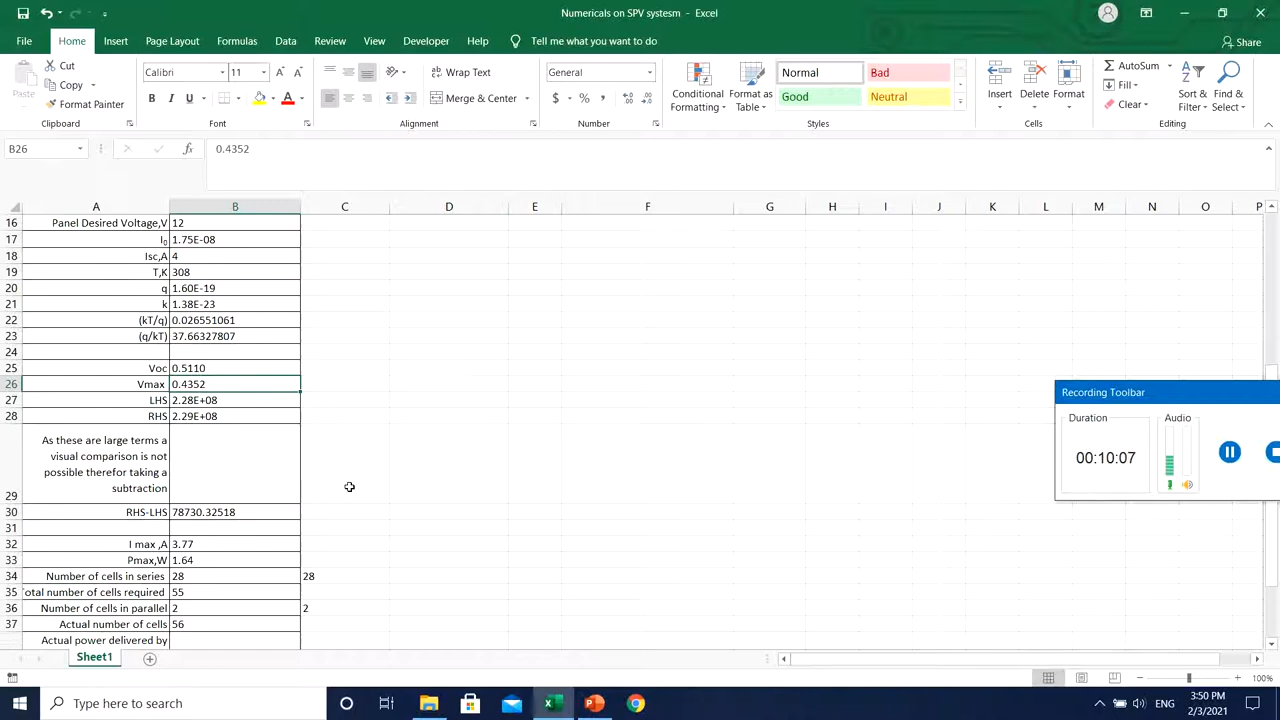 Numericals on SPV systesm - Excel
File Home Insert Page Layout Formulas Data Review View Developer Help Tell me what you want to do Share
Paste Cut Copy Format Painter Clipboard
Calibri 11 B I U A Font
Wrap Text Merge & Center Alignment
General $ % , Number
Conditional Formatting Format as Table Normal Bad Good Neutral Styles
Insert Delete Format Cells
AutoSum Fill Clear Sort & Filter Find & Select Editing
B26 fx 0.4352
A B C D E F G H I J K L M N O P
16 Panel Desired Voltage,V 12
17 I0 1.75E-08
18 Isc,A 4
19 T,K 308
20 q 1.60E-19
21 k 1.38E-23
22 (kT/q) 0.026551061
23 (q/kT) 37.66327807
24
25 Voc 0.5110
26 Vmax 0.4352
27 LHS 2.28E+08
28 RHS 2.29E+08
As these are large terms a
visual comparison is not
possible therefor taking a
29 subtraction
30 RHS-LHS 78730.32518
31
32 I max ,A 3.77
33 Pmax,W 1.64
34 Number of cells in series 28 28
35 otal number of cells required 55
36 Number of cells in parallel 2 2
37 Actual number of cells 56
Actual power delivered by
Recording Toolbar
Duration Audio
00:10:07
Sheet1
100%
Type here to search
ENG
3:50 PM
2/3/2021